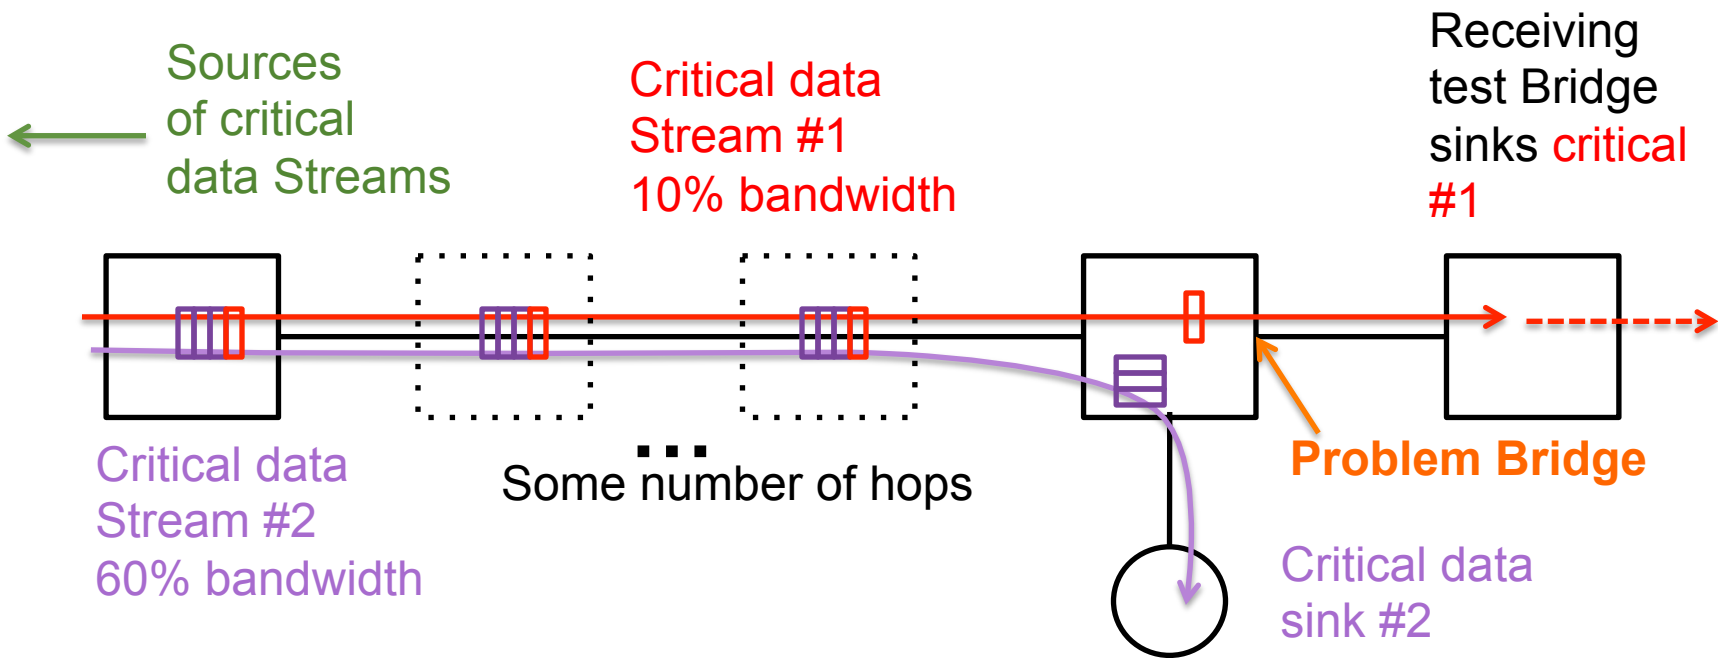 Sources
of critical
data Streams
Critical data
Stream #1
10% bandwidth
Receiving
test Bridge
sinks critical
#1
Critical data
Stream #2
60% bandwidth
Some number of hops
Problem Bridge
Critical data
sink #2